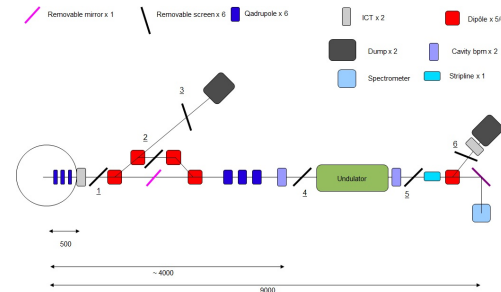 Removable mirror x 1
Removable screen x 6
Qadrupole x 6
ICT x 2
Dipôle x 5/
Dump x 2
Cavity bpm x 2
Spectrometer
Stripline x 1
3
2
6
1
4
Undulator
5
500
~ 4000
9000